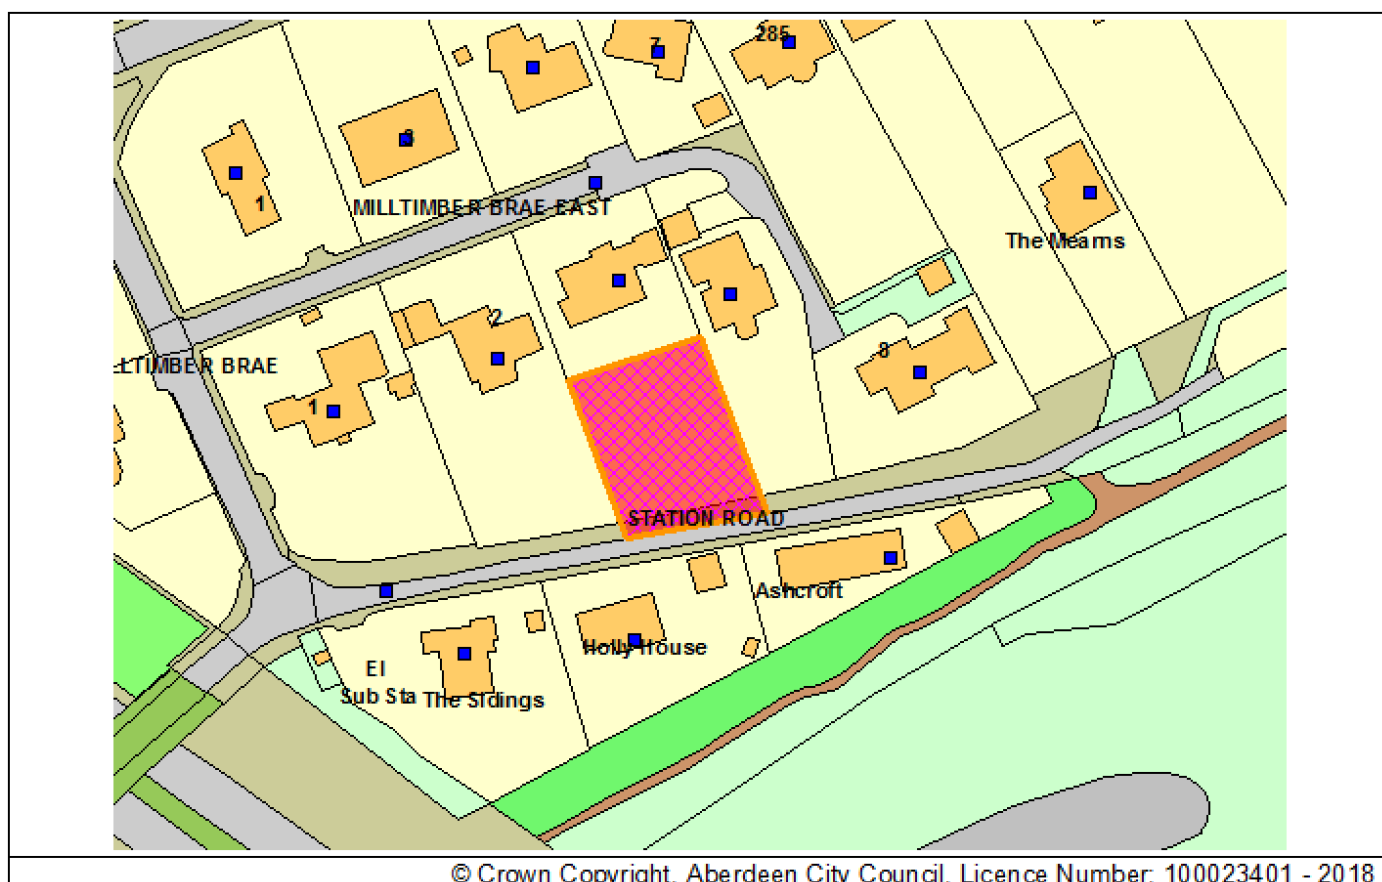 7
285
3
1
MILLTIMBER BRAE EAST
The Mearns
2
LTIMBER BRAE
8
1
STATION ROAD
Ashcroft
Holly House
El
Sub Sta
The Sidings
© Crown Copyright. Aberdeen City Council. Licence Number: 100023401 - 2018